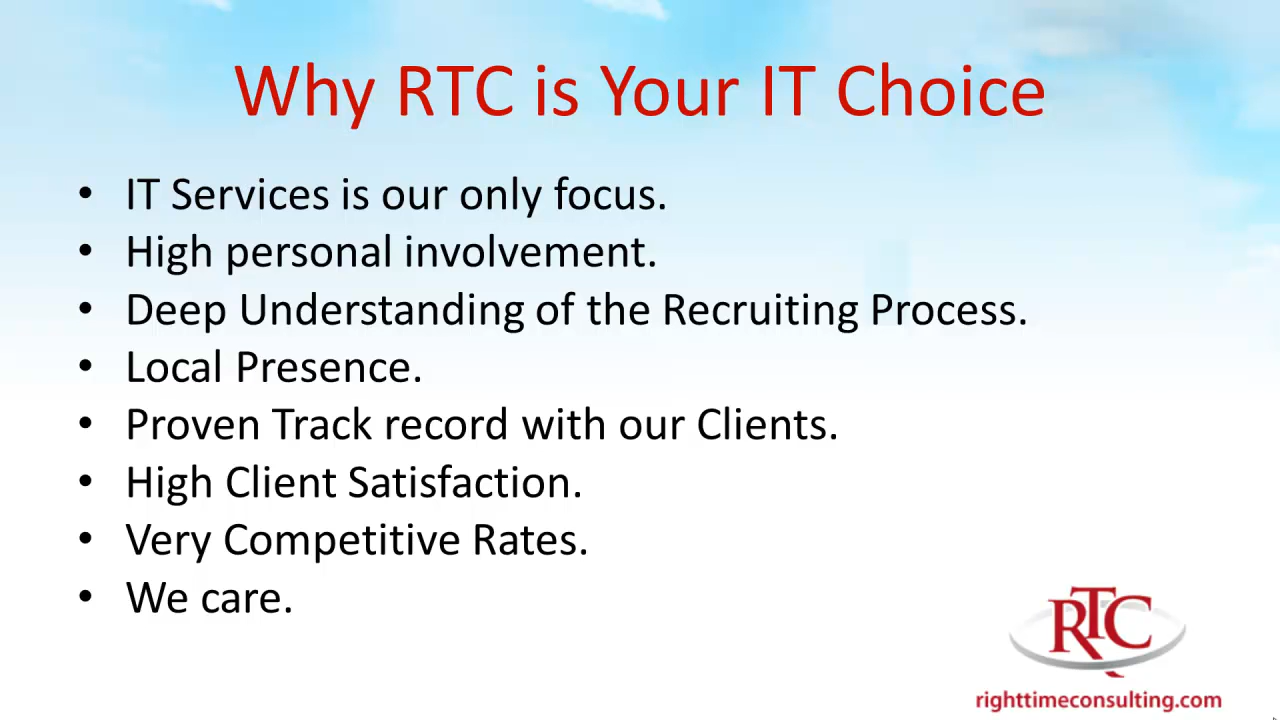 Why RTC is Your IT Choice
• IT Services is our only focus.
• High personal involvement.
• Deep Understanding of the Recruiting Process.
• Local Presence.
• Proven Track record with our Clients.
• High Client Satisfaction.
• Very Competitive Rates.
• We care.
RTC
righttimeconsulting.com